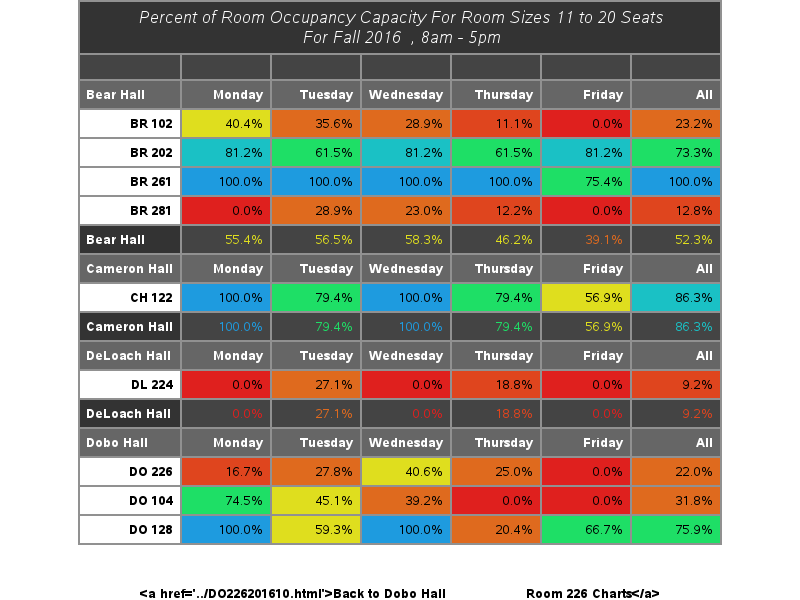 Percent of Room Occupancy Capacity For Room Sizes 11 to 20 Seats
For Fall 2016 , 8am - 5pm
Bear Hall Monday Tuesday Wednesday Thursday Friday All
BR 102 40.4% 35.6% 28.9% 11.1% 0.0% 23.2%
BR 202 81.2% 61.5% 81.2% 61.5% 81.2% 73.3%
BR 261 100.0% 100.0% 100.0% 100.0% 75.4% 100.0%
BR 281 0.0% 28.9% 23.0% 12.2% 0.0% 12.8%
Bear Hall 55.4% 56.5% 58.3% 46.2% 39.1% 52.3%
Cameron Hall Monday Tuesday Wednesday Thursday Friday All
CH 122 100.0% 79.4% 100.0% 79.4% 56.9% 86.3%
Cameron Hall 100.0% 79.4% 100.0% 79.4% 56.9% 86.3%
DeLoach Hall Monday Tuesday Wednesday Thursday Friday All
DL 224 0.0% 27.1% 0.0% 18.8% 0.0% 9.2%
DeLoach Hall 0.0% 27.1% 0.0% 18.8% 0.0% 9.2%
Dobo Hall Monday Tuesday Wednesday Thursday Friday All
DO 226 16.7% 27.8% 40.6% 25.0% 0.0% 22.0%
DO 104 74.5% 45.1% 39.2% 0.0% 0.0% 31.8%
DO 128 100.0% 59.3% 100.0% 20.4% 66.7% 75.9%
<a href='../DO226201610.html'>Back to Dobo Hall Room 226 Charts</a>